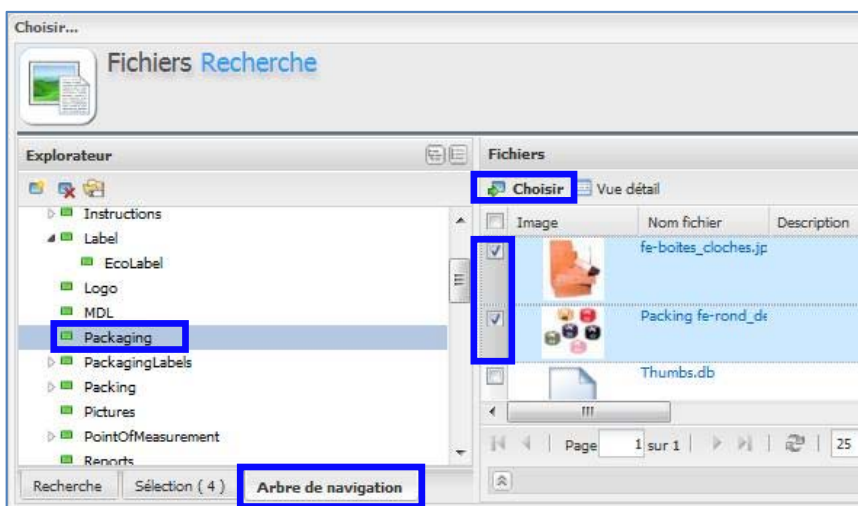 Choisir...
Fichiers Recherche
Explorateur
Instructions
Label
EcoLabel
Logo
MDL
Packaging
PackagingLabels
Packing
Pictures
PointOfMeasurement
Reports
Recherche Sélection ( 4 ) Arbre de navigation
Fichiers
Choisir Vue détail
Image Nom fichier Description
fe-boites_cloches.jp
Packing fe-rond_de
Thumbs.db
Page 1 sur 1 25